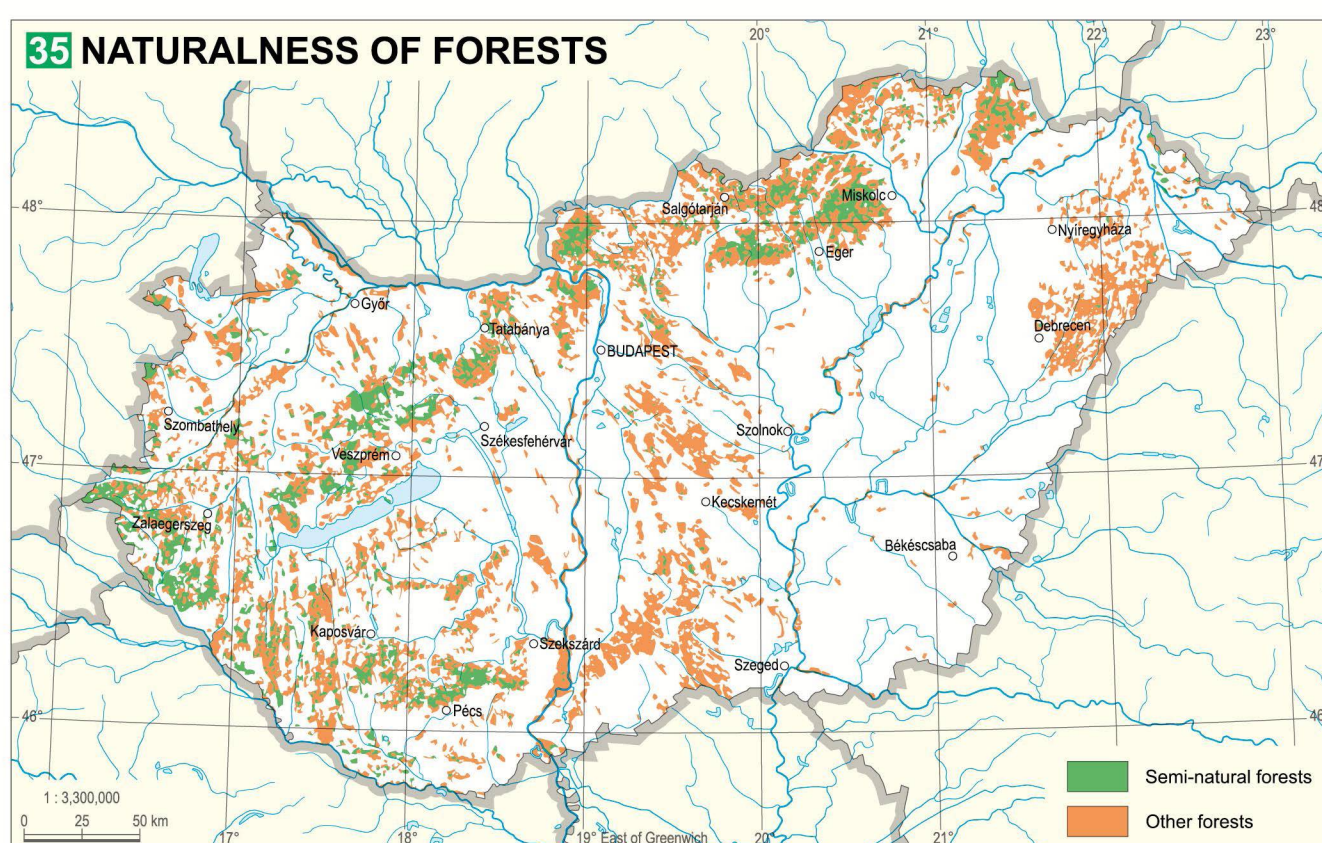 35 NATURALNESS OF FORESTS
20° 21° 22° 23°
48° 48
Salgótarján
Miskolc
Nyíregyháza
Eger
Győr
Tatabánya
Debrecen
BUDAPEST
Szombathely
Székesfehérvár
Szolnok
Veszprém
47° 47
Kecskemét
Zalaegerszeg
Békéscsaba
Kaposvár
Szekszárd
Szeged
Pécs
46° 46
Semi-natural forests
Other forests
1 : 3,300,000
0 25 50 km
17° 18° 19° East of Greenwich 20° 21°